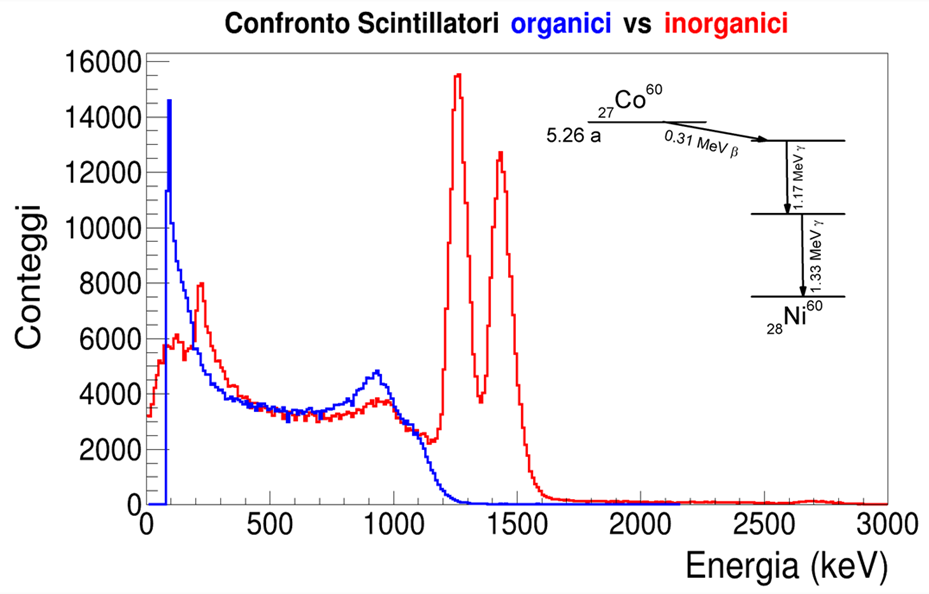 Confronto Scintillatori organici vs inorganici
Conteggi
16000
14000
12000
10000
8000
6000
4000
2000
0
0 500 1000 1500 2000 2500 3000
Energia (keV)
27Co60
5.26 a
0.31 MeV β
1.17 MeV γ
1.33 MeV γ
28Ni60